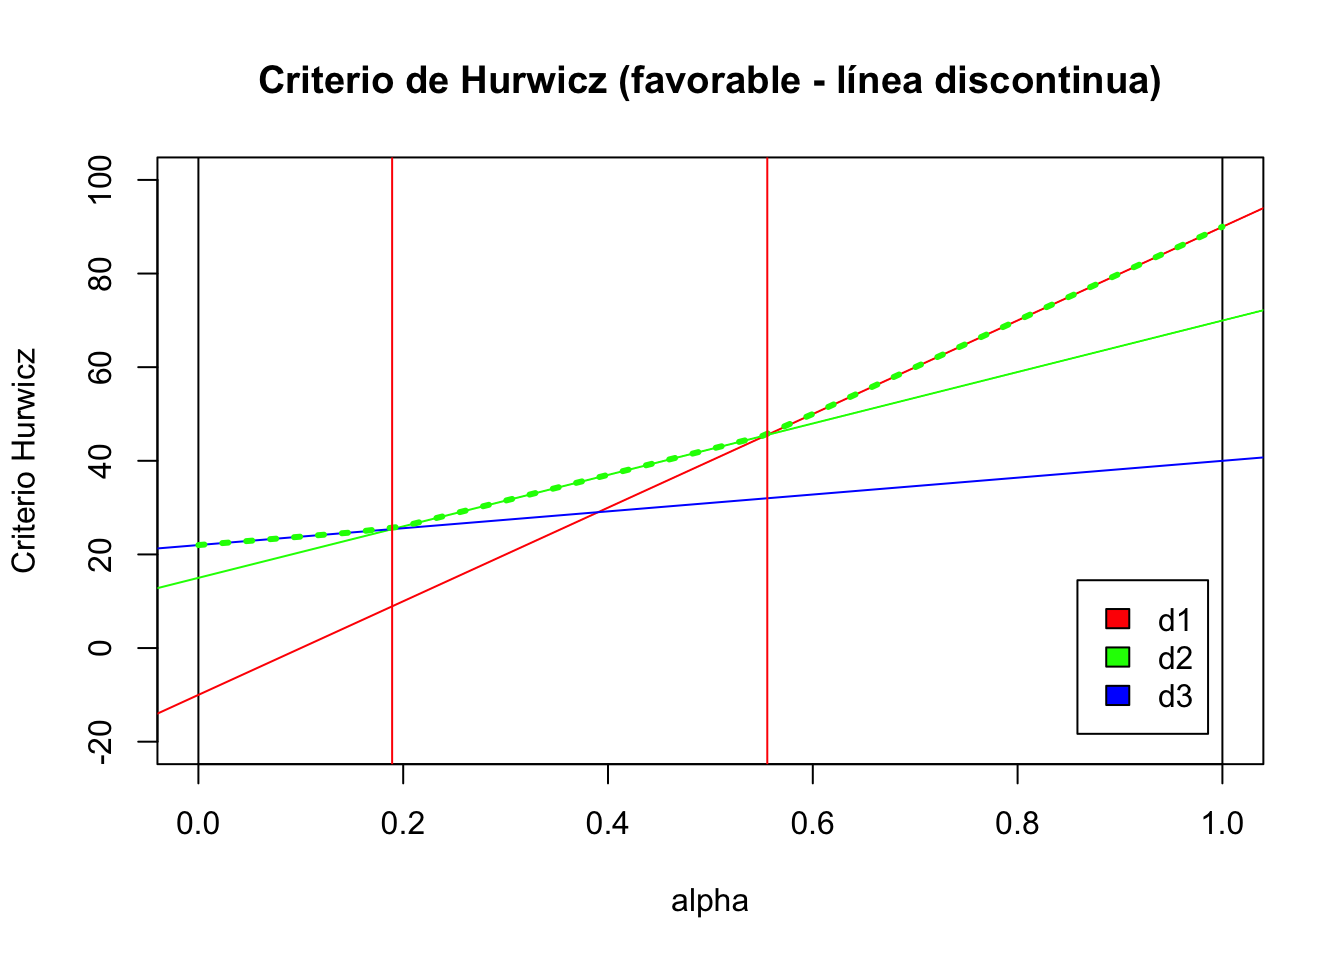 Criterio de Hurwicz (favorable - línea discontinua)
Criterio Hurwicz
100
80
60
40
20
0
-20
d1
d2
d3
0.0 0.2 0.4 0.6 0.8 1.0
alpha